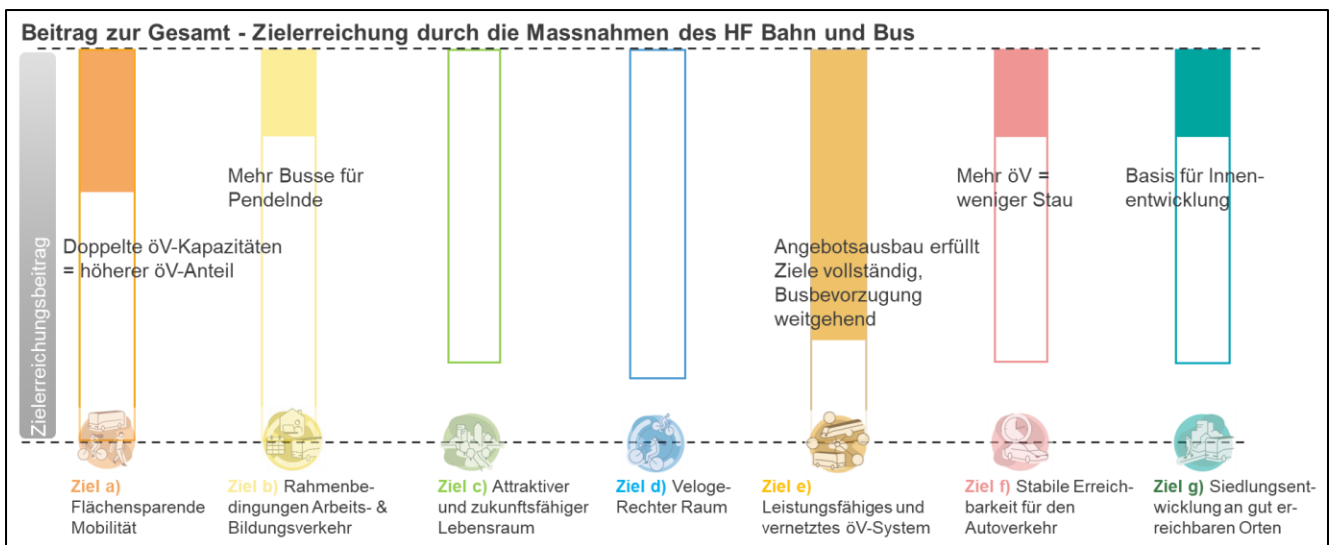 Beitrag zur Gesamt - Zielerreichung durch die Massnahmen des HF Bahn und Bus
Zielerreichungsbeitrag
Doppelte öV-Kapazitäten
= höherer öV-Anteil
Mehr Busse für
Pendelnde
Angebotsausbau erfüllt
Ziele vollständig,
Busbevorzugung
weitgehend
Mehr öV =
weniger Stau
Basis für Innen-
entwicklung
Ziel a)
Flächensparende
Mobilität
Ziel b) Rahmenbe-
dingungen Arbeits- &
Bildungsverkehr
Ziel c) Attraktiver
und zukunftsfähiger
Lebensraum
Ziel d) Veloge-
Rechter Raum
Ziel e)
Leistungsfähiges und
vernetztes öV-System
Ziel f) Stabile Erreich-
barkeit für den
Autoverkehr
Ziel g) Siedlungsent-
wicklung an gut er-
reichbaren Orten